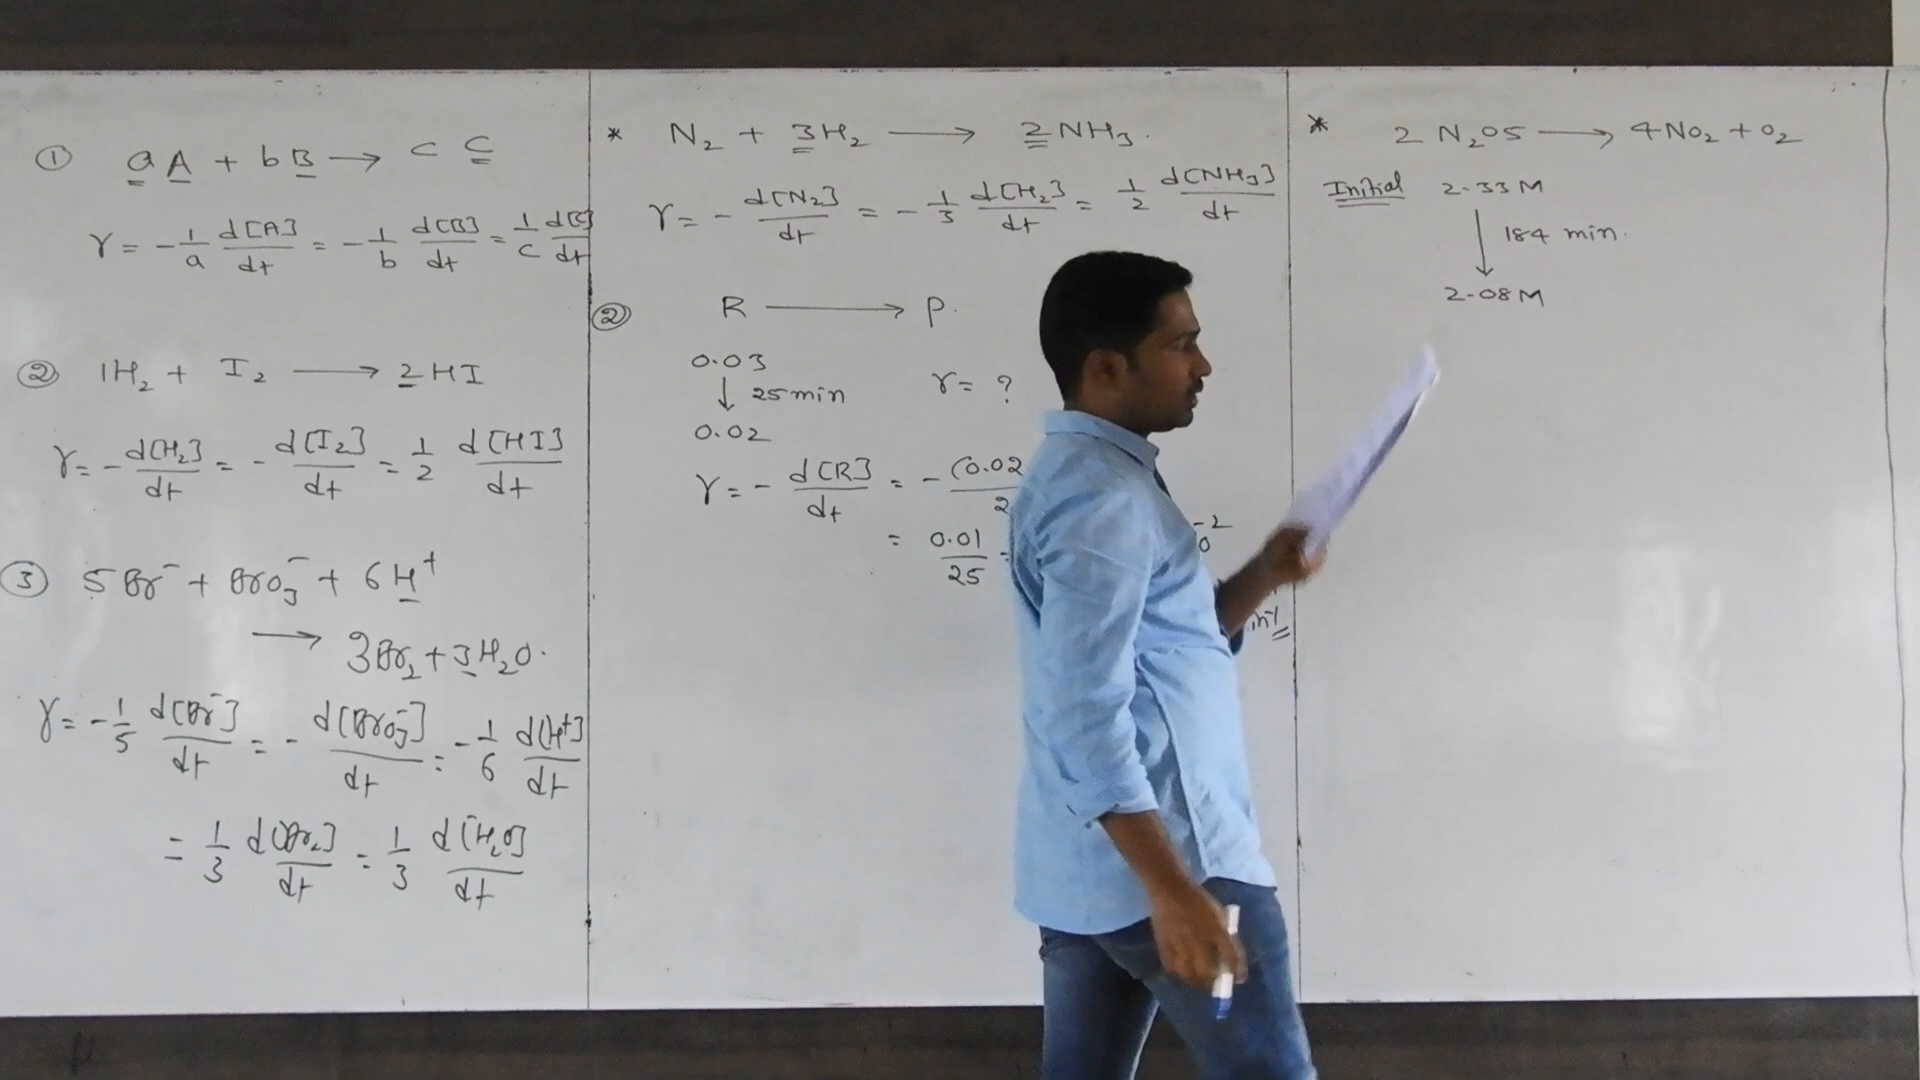 ① aA + bB → cC
r = -1/a d[A]/dt = -1/b d[B]/dt = 1/c d[C]/dt
② 1H₂ + I₂ → 2HI
r = -d[H₂]/dt = -d[I₂]/dt = 1/2 d[HI]/dt
③ 5Br⁻ + BrO₃⁻ + 6H⁺
→ 3Br₂ + 3H₂O.
r = -1/5 d[Br⁻]/dt = -d[BrO₃⁻]/dt = -1/6 d[H⁺]/dt
= 1/3 d[Br₂]/dt = 1/3 d[H₂O]/dt
* N₂ + 3H₂ → 2NH₃.
r = -d[N₂]/dt = -1/3 d[H₂]/dt = 1/2 d[NH₃]/dt
② R → P.
0.03
↓ 25 min r = ?
0.02
r = -d[R]/dt = -(0.02
= 0.01/25 =
* 2 N₂O5 → 4NO₂ + O₂
Initial 2.33 M
↓ 184 min.
2.08 M